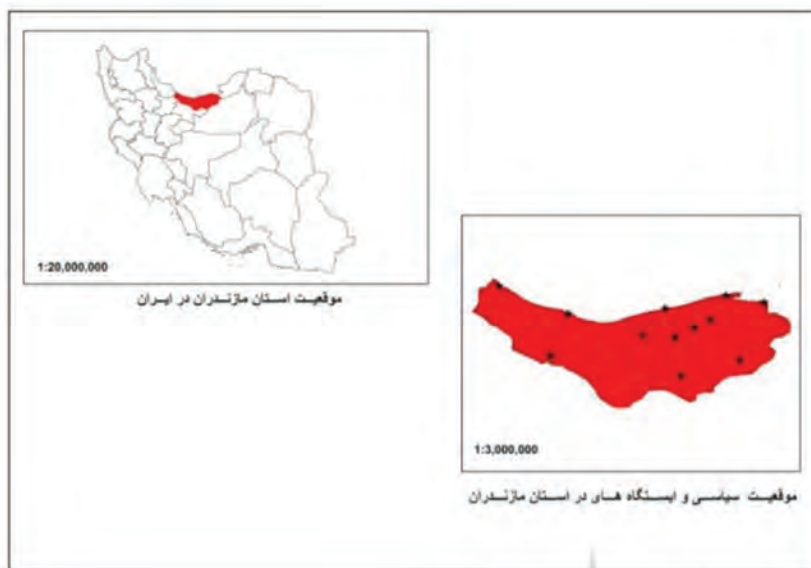 1:20,000,000
موقعیت استان مازندران در ایران
1:3,000,000
موقعیت سیاسی و ایستگاه های در استان مازندران